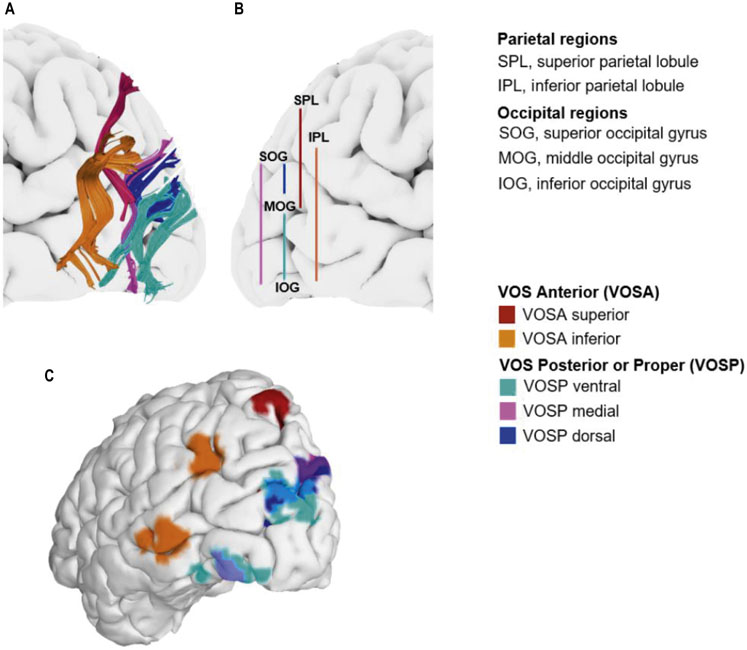 A
B
SPL
IPL
SOG
MOG
IOG
Parietal regions
SPL, superior parietal lobule
IPL, inferior parietal lobule
Occipital regions
SOG, superior occipital gyrus
MOG, middle occipital gyrus
IOG, inferior occipital gyrus
VOS Anterior (VOSA)
VOSA superior
VOSA inferior
VOS Posterior or Proper (VOSP)
VOSP ventral
VOSP medial
VOSP dorsal
C